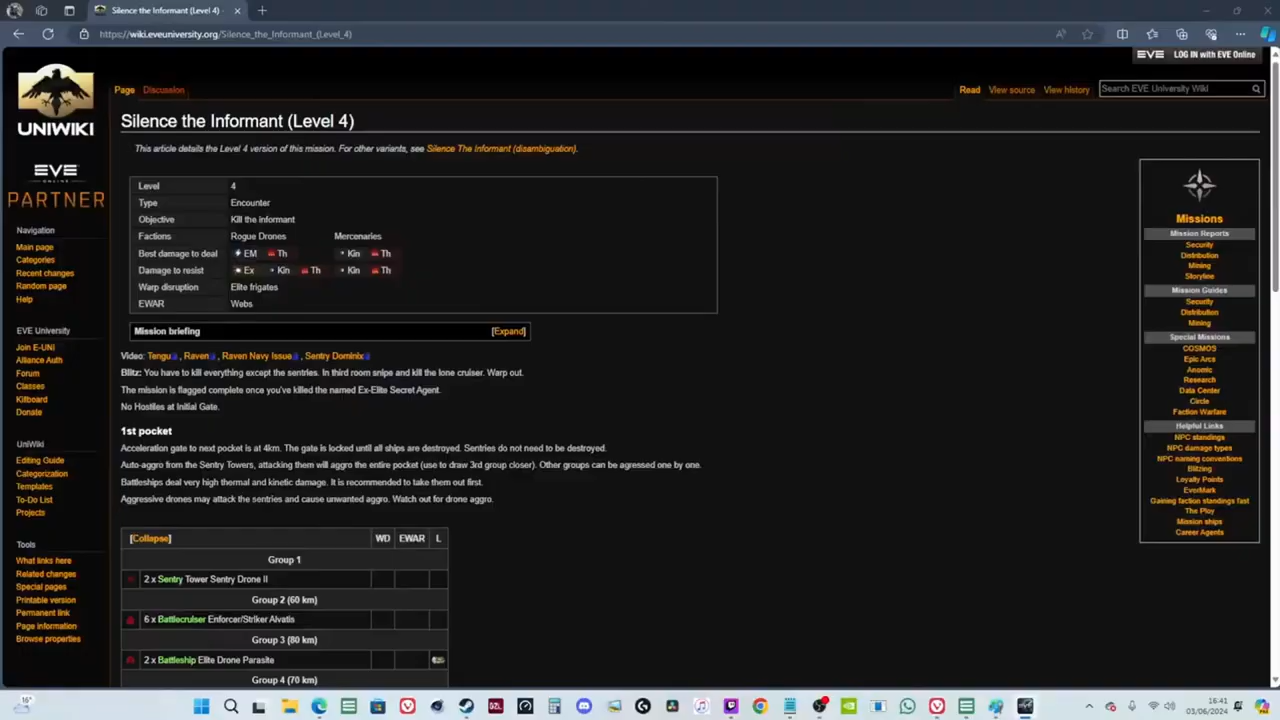 Silence the Informant (Level 4)
https://wiki.eveuniversity.org/Silence_the_Informant_(Level_4)
EVE LOG IN with EVE Online
Page Discussion Read View source View history Search EVE University Wiki
UNIWIKI
EVE
ONLINE
PARTNER
Navigation
Main page
Categories
Recent changes
Random page
Help
EVE University
Join E-UNI
Alliance Auth
Forum
Classes
Killboard
Donate
UniWiki
Editing Guide
Categorization
Templates
To-Do List
Projects
Tools
What links here
Related changes
Special pages
Printable version
Permanent link
Page information
Browse properties
Silence the Informant (Level 4)
This article details the Level 4 version of this mission. For other variants, see Silence The Informant (disambiguation).
Level 4
Type Encounter
Objective Kill the informant
Factions Rogue Drones Mercenaries
Best damage to deal EM Th Kin Th
Damage to resist Ex Kin Th Kin Th
Warp disruption Elite frigates
EWAR Webs
Mission briefing [Expand]
Video: Tengu , Raven , Raven Navy Issue , Sentry Dominix
Blitz: You have to kill everything except the sentries. In third room snipe and kill the lone cruiser. Warp out.
The mission is flagged complete once you've killed the named Ex-Elite Secret Agent.
No Hostiles at Initial Gate.
1st pocket
Acceleration gate to next pocket is at 4km. The gate is locked until all ships are destroyed. Sentries do not need to be destroyed.
Auto-aggro from the Sentry Towers, attacking them will aggro the entire pocket (use to draw 3rd group closer). Other groups can be agressed one by one.
Battleships deal very high thermal and kinetic damage. It is recommended to take them out first.
Aggressive drones may attack the sentries and cause unwanted aggro. Watch out for drone aggro.
[Collapse] WD EWAR L
Group 1
2 x Sentry Tower Sentry Drone II
Group 2 (60 km)
6 x Battlecruiser Enforcer/Striker Alvatis
Group 3 (80 km)
2 x Battleship Elite Drone Parasite
Group 4 (70 km)
Missions
Mission Reports
Security
Distribution
Mining
Storyline
Mission Guides
Security
Distribution
Mining
Special Missions
COSMOS
Epic Arcs
Anomic
Research
Data Center
Circle
Faction Warfare
Helpful Links
NPC standings
NPC damage types
NPC naming conventions
Blitzing
Loyalty Points
EverMark
Gaining faction standings fast
The Ploy
Mission ships
Career Agents
16°
16:41
03/06/2024